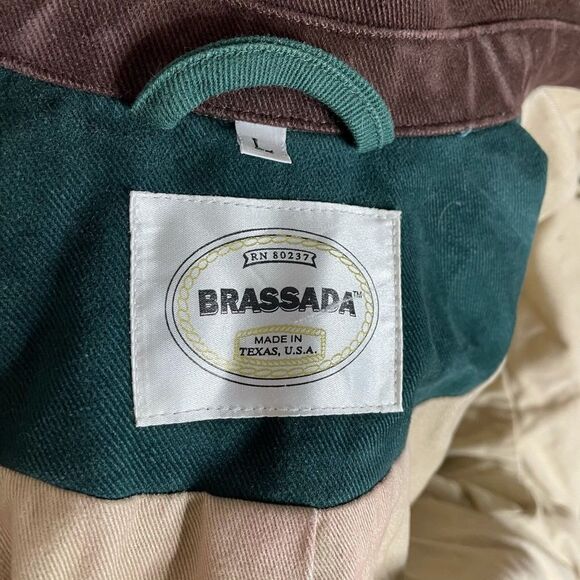 L
RN 80237
BRASSADA™
MADE IN
TEXAS, U.S.A.